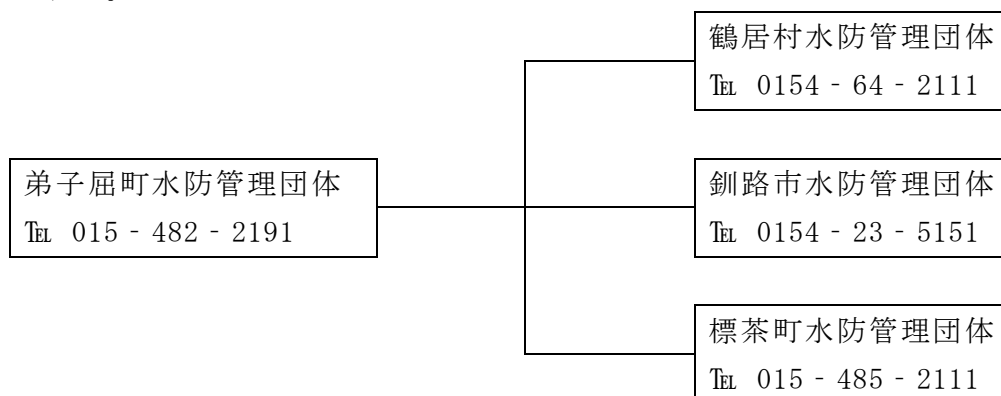 鶴居村水防管理団体
℡ 0154 - 64 - 2111
弟子屈町水防管理団体
℡ 015 - 482 - 2191
釧路市水防管理団体
℡ 0154 - 23 - 5151
標茶町水防管理団体
℡ 015 - 485 - 2111